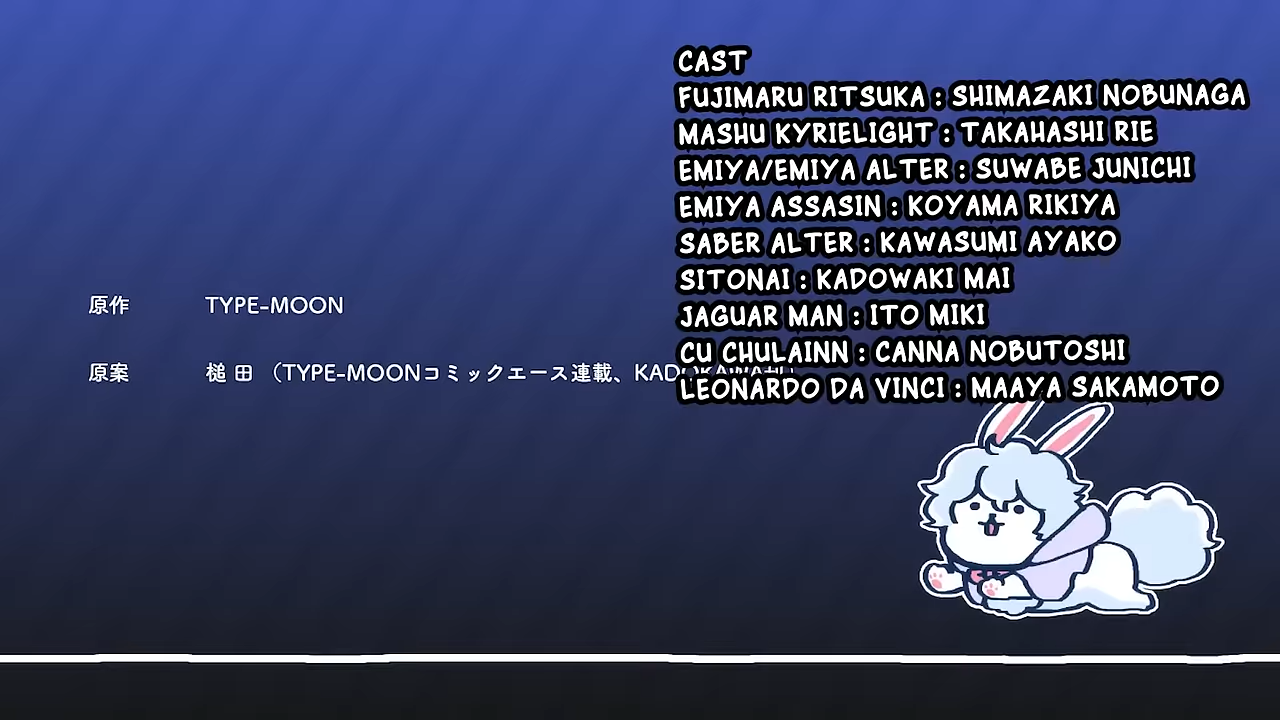 CAST
FUJIMARU RITSUKA : SHIMAZAKI NOBUNAGA
MASHU KYRIELIGHT : TAKAHASHI RIE
EMIYA/EMIYA ALTER : SUWABE JUNICHI
EMIYA ASSASIN : KOYAMA RIKIYA
SABER ALTER : KAWASUMI AYAKO
SITONAI : KADOWAKI MAI
JAGUAR MAN : ITO MIKI
CU CHULAINN : CANNA NOBUTOSHI
LEONARDO DA VINCI : MAAYA SAKAMOTO
原作 TYPE-MOON
原案 槌田（TYPE-MOONコミックエース連載、